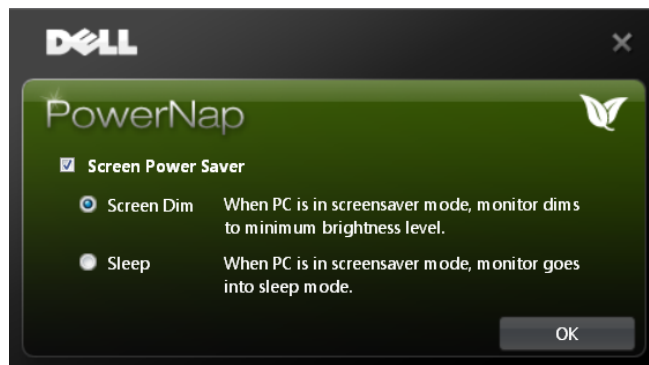 DELL
PowerNap
Screen Power Saver
Screen Dim When PC is in screensaver mode, monitor dims
to minimum brightness level.
Sleep When PC is in screensaver mode, monitor goes
into sleep mode.
OK